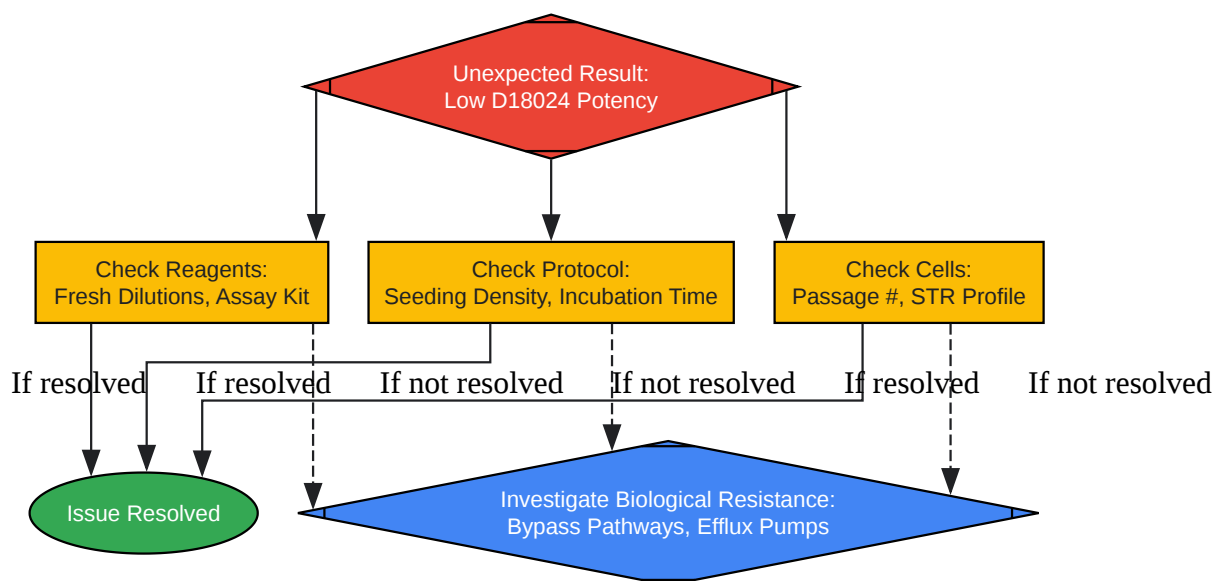 Unexpected Result:
Low D18024 Potency
Check Reagents:
Fresh Dilutions, Assay Kit
Check Protocol:
Seeding Density, Incubation Time
Check Cells:
Passage #, STR Profile
If resolved
If resolved
If not resolved
If not resolved
If resolved
If not resolved
Issue Resolved
Investigate Biological Resistance:
Bypass Pathways, Efflux Pumps